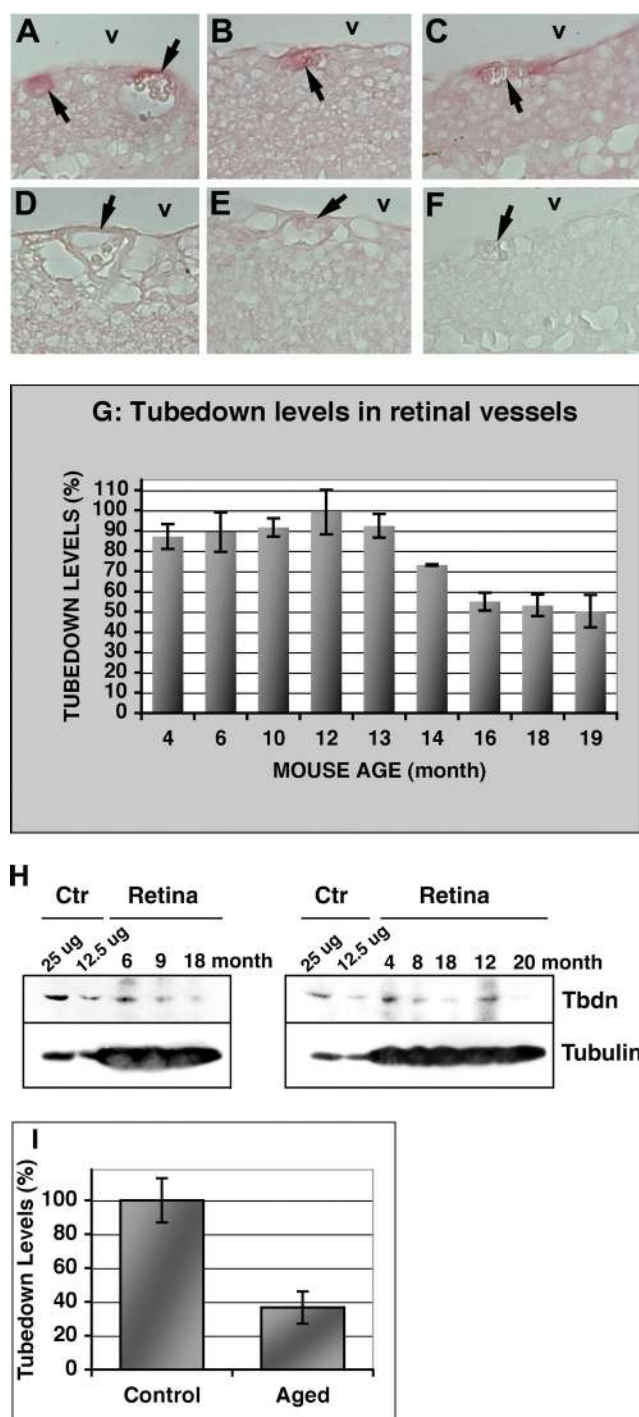 A v B v C v
D v E v F v
G: Tubedown levels in retinal vessels
TUBEDOWN LEVELS (%)
110
100
90
80
70
60
50
40
30
20
10
0
4 6 10 12 13 14 16 18 19
MOUSE AGE (month)
H
Ctr Retina Ctr Retina
25 ug 12.5 ug 6 9 18 month 25 ug 12.5 ug 4 8 18 12 20 month
Tbdn
Tubulin
I
Tubedown Levels (%)
100
80
60
40
20
0
Control Aged